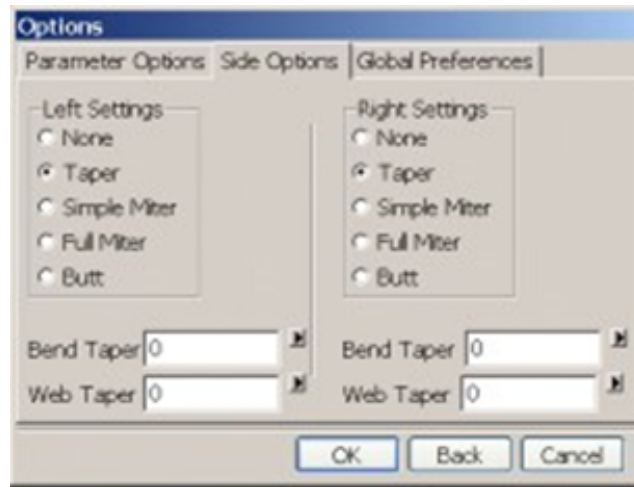 Options
Parameter Options Side Options Global Preferences
Left Settings
None
Taper
Simple Miter
Full Miter
Butt
Bend Taper 0
Web Taper 0
Right Settings
None
Taper
Simple Miter
Full Miter
Butt
Bend Taper 0
Web Taper 0
OK Back Cancel